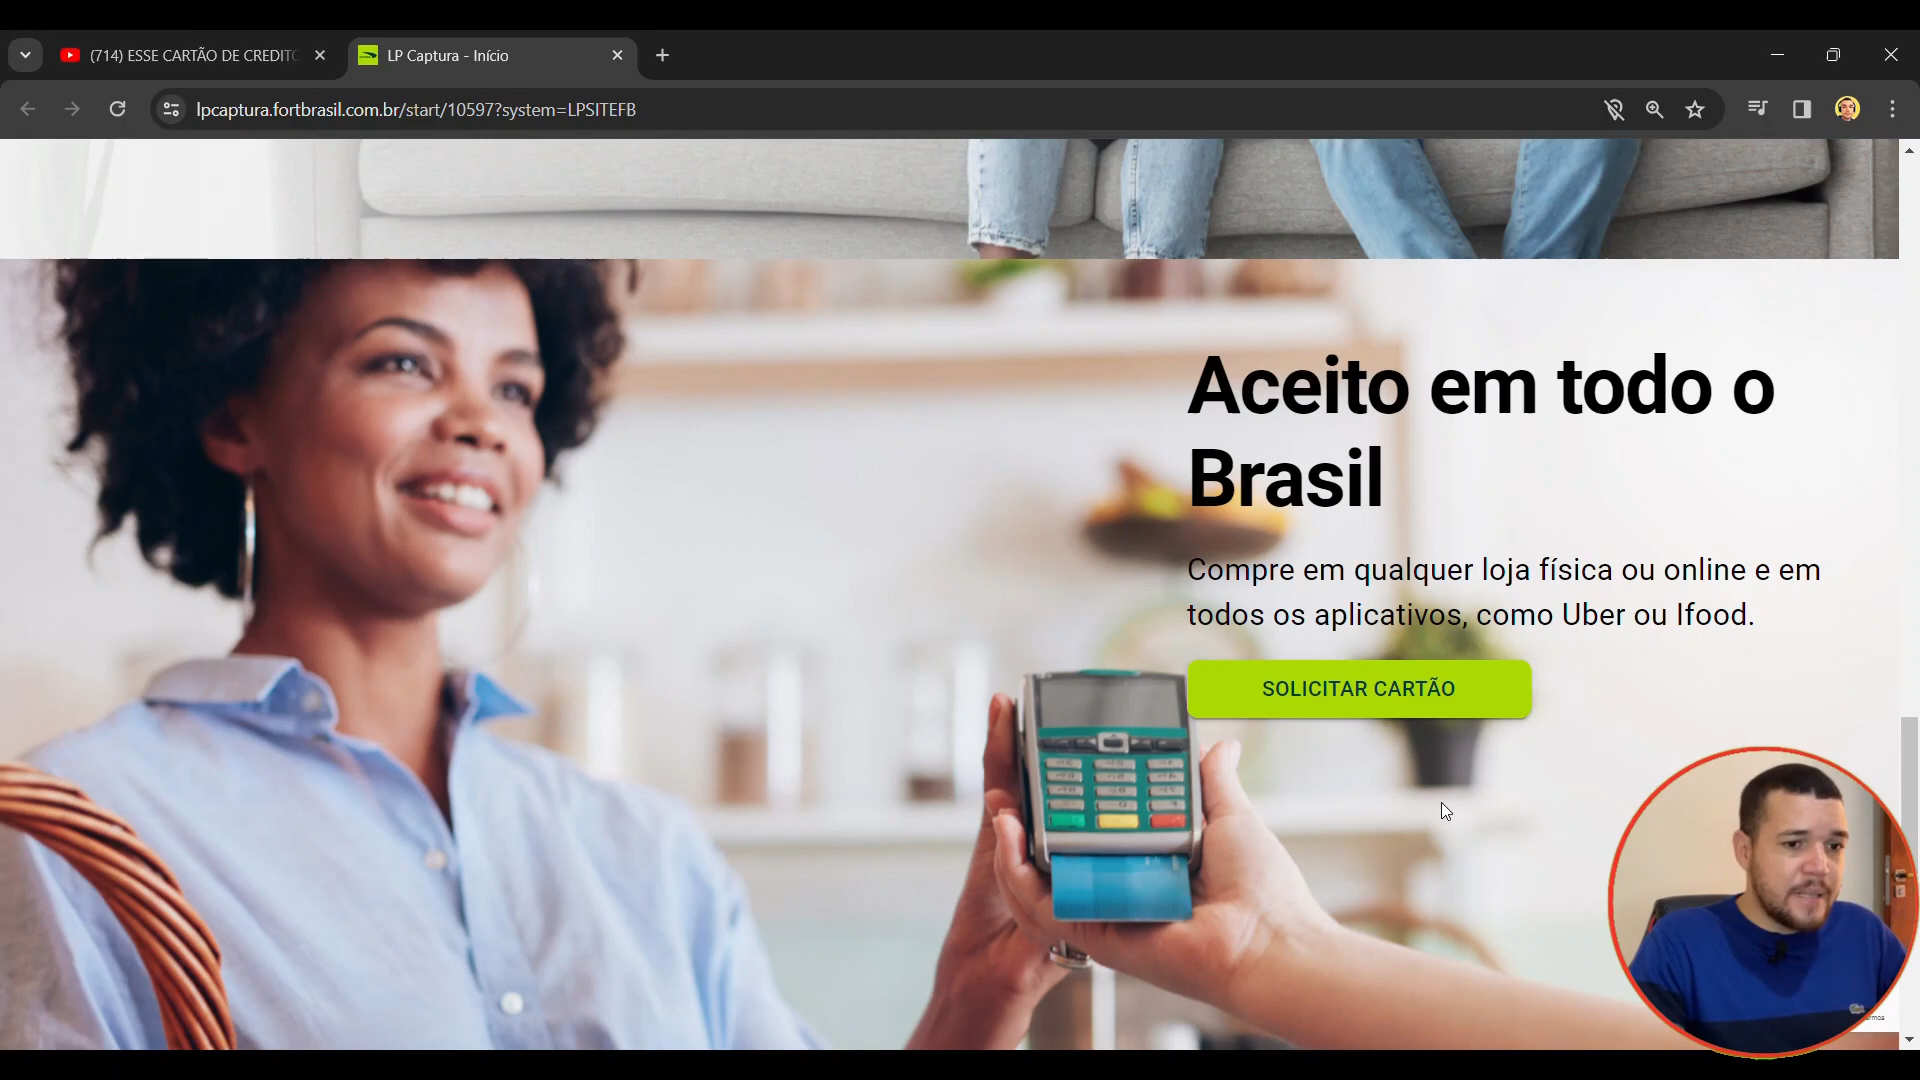 (714) ESSE CARTÃO DE CREDITO
LP Captura - Início
lpcaptura.fortbrasil.com.br/start/10597?system=LPSITEFB
Aceito em todo o
Brasil
Compre em qualquer loja física ou online e em
todos os aplicativos, como Uber ou Ifood.
SOLICITAR CARTÃO